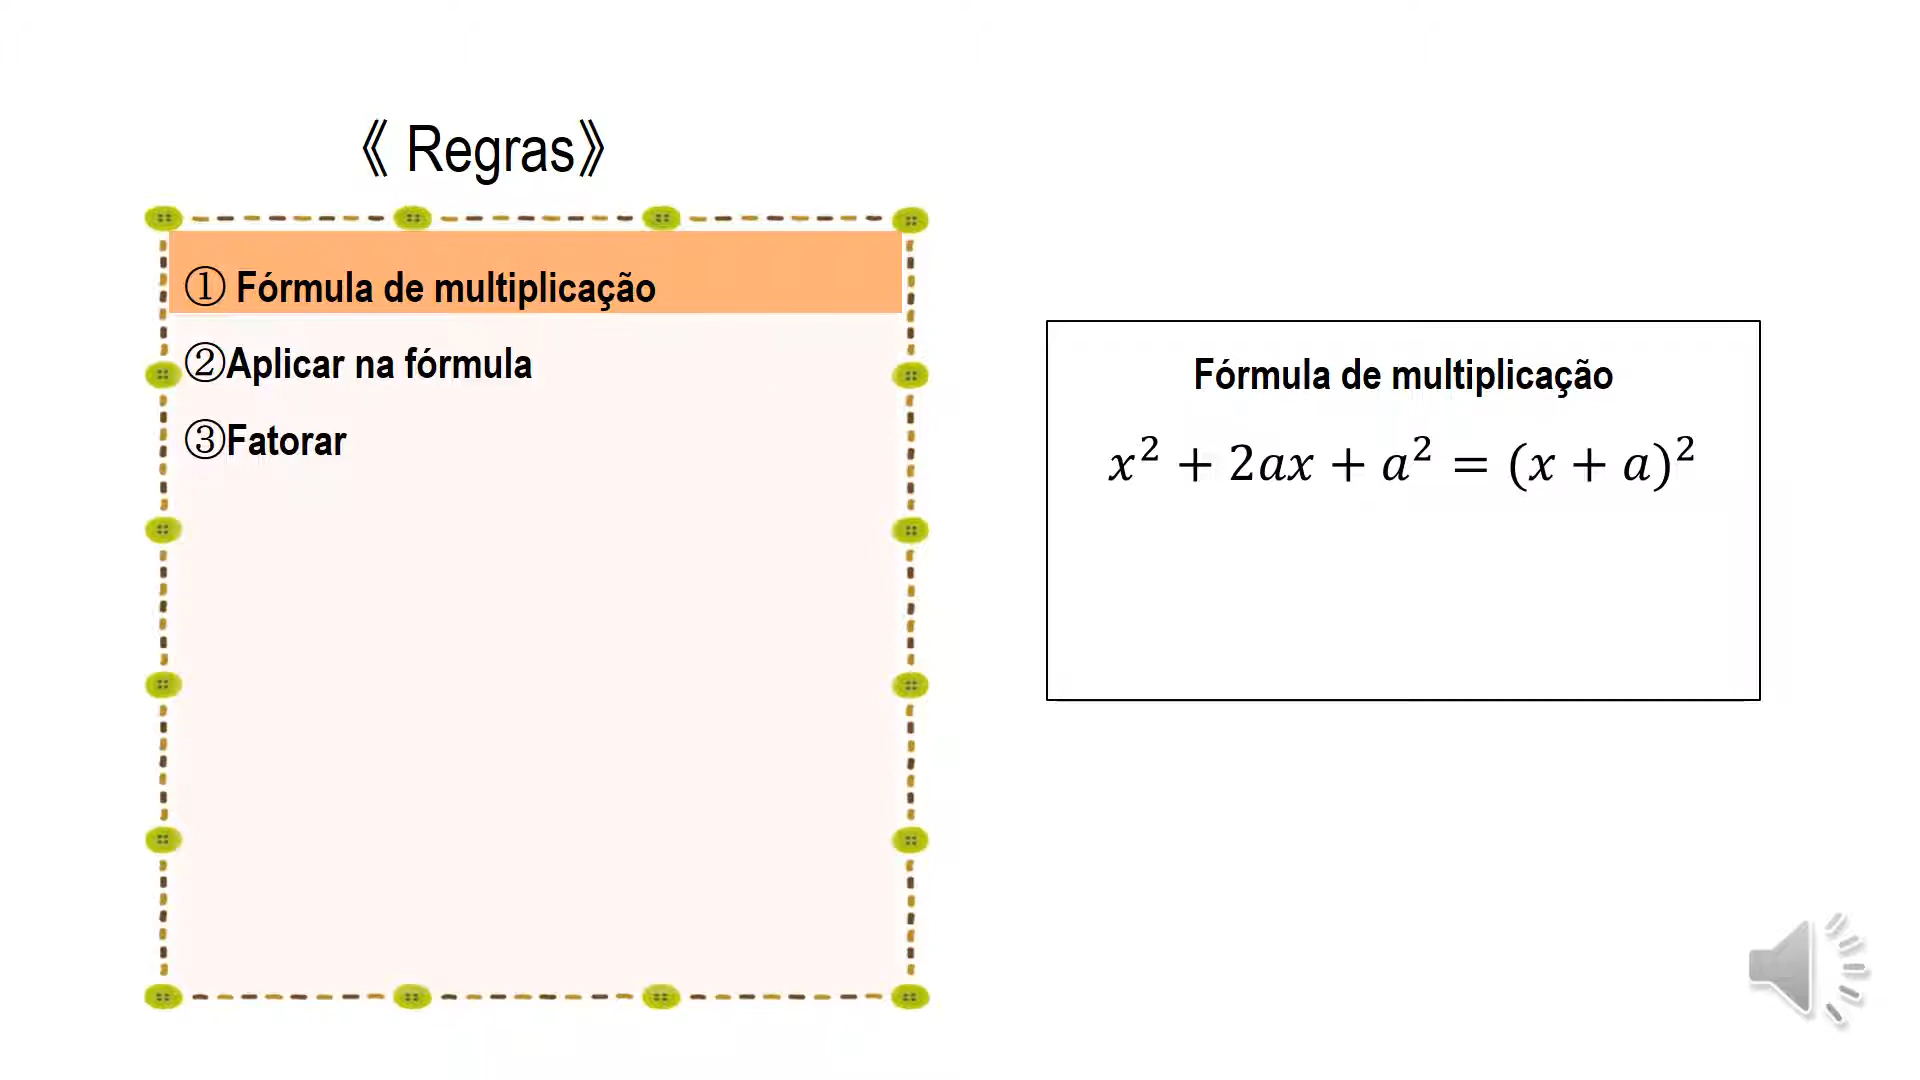 《 Regras》
① Fórmula de multiplicação
②Aplicar na fórmula
③Fatorar
Fórmula de multiplicação
x² + 2ax + a² = (x + a)²